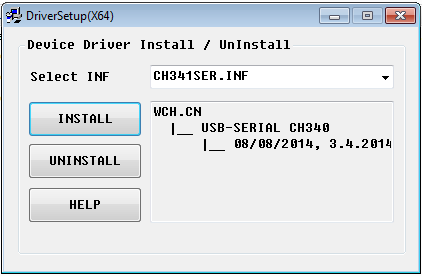 DriverSetup(X64)
Device Driver Install / UnInstall
Select INF
CH341SER.INF
INSTALL
UNINSTALL
HELP
WCH.CN
|__ USB-SERIAL CH340
|__ 08/08/2014, 3.4.2014